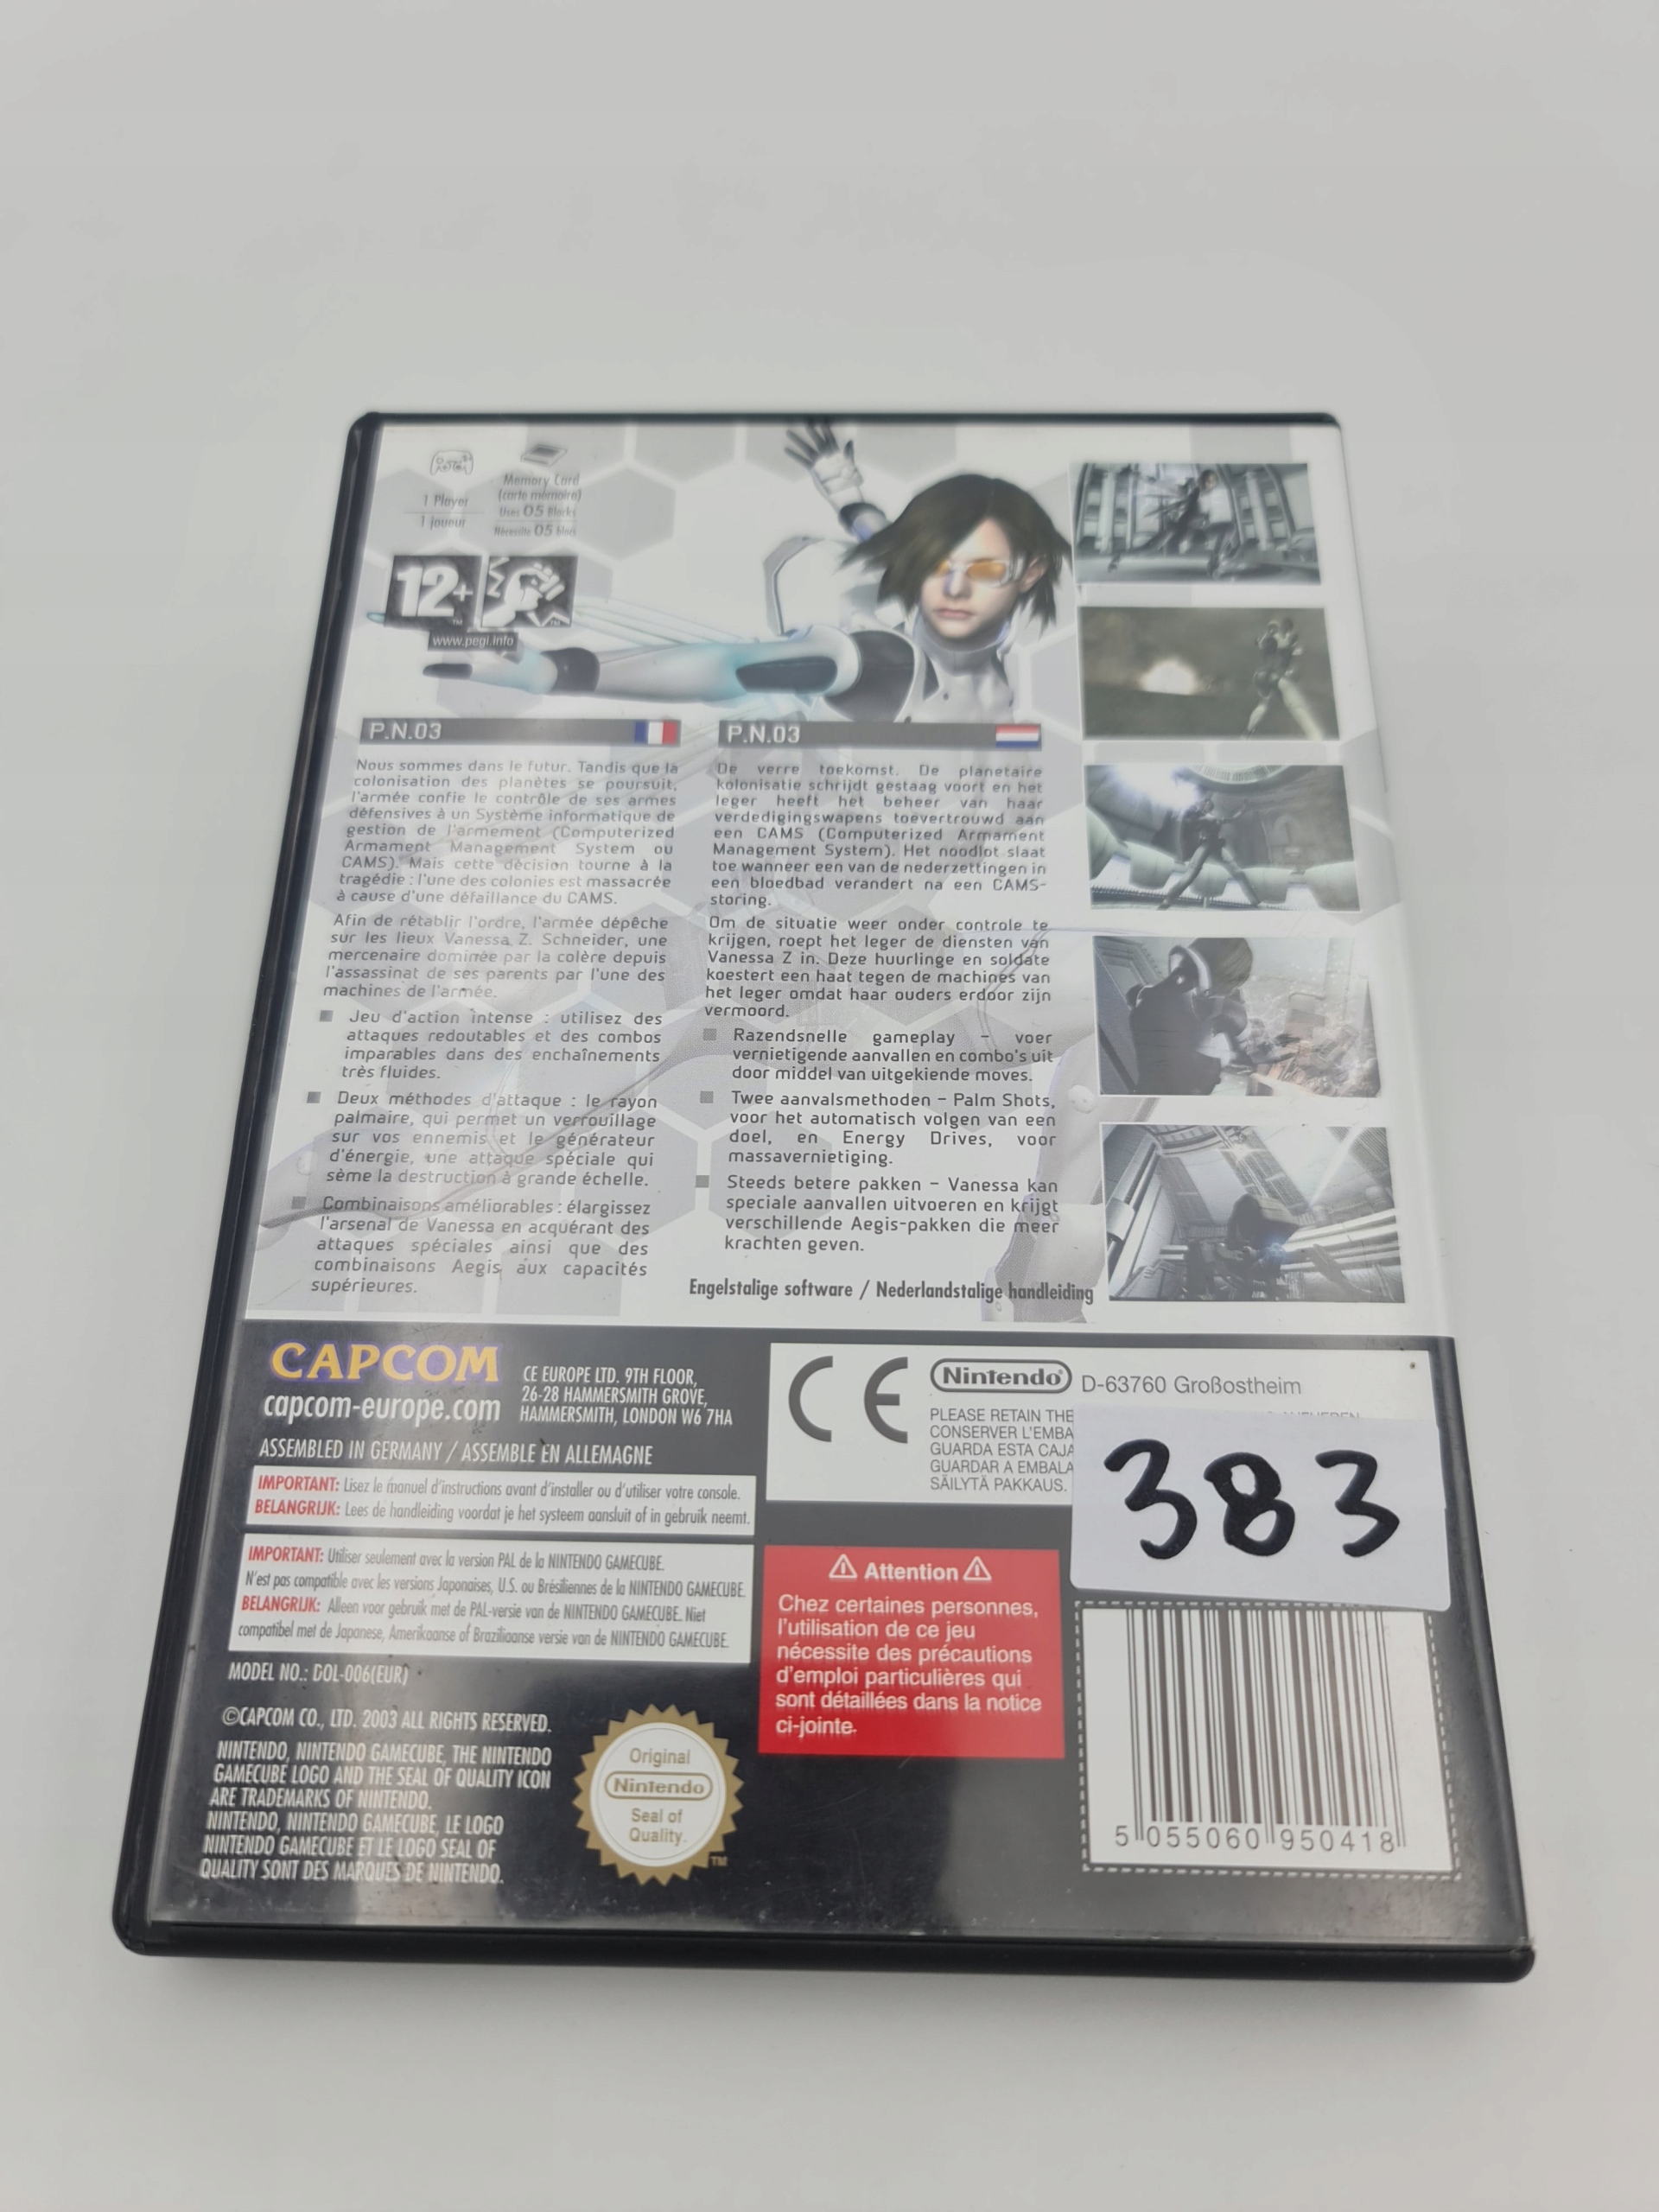 1 Player
1 joueur
Memory Card
(carte mémoire)
Uses 05 Blocks
Nécessite 05 blocs
12+
www.pegi.info
P.N.03
Nous sommes dans le futur. Tandis que la
colonisation des planètes se poursuit,
l'armée confie le contrôle de ses armes
défensives à un Système informatique de
gestion de l'armement (Computerized
Armament Management System ou
CAMS). Mais cette décision tourne à la
tragédie : l'une des colonies est massacrée
à cause d'une défaillance du CAMS.
Afin de rétablir l'ordre, l'armée dépêche
sur les lieux Vanessa Z. Schneider, une
mercenaire dominée par la colère depuis
l'assassinat de ses parents par l'une des
machines de l'armée.
Jeu d'action intense : utilisez des
attaques redoutables et des combos
imparables dans des enchaînements
très fluides.
Deux méthodes d'attaque : le rayon
palmaire, qui permet un verrouillage
sur vos ennemis et le générateur
d'énergie, une attaque spéciale qui
sème la destruction à grande échelle.
Combinaisons améliorables : élargissez
l'arsenal de Vanessa en acquérant des
attaques spéciales ainsi que des
combinaisons Aegis aux capacités
supérieures.
P.N.03
De verre toekomst. De planetaire
kolonisatie schrijdt gestaag voort en het
leger heeft het beheer van haar
verdedigingswapens toevertrouwd aan
een CAMS (Computerized Armament
Management System). Het noodlot slaat
toe wanneer een van de nederzettingen in
een bloedbad verandert na een CAMS-
storing.
Om de situatie weer onder controle te
krijgen, roept het leger de diensten van
Vanessa Z in. Deze huurlinge en soldate
koestert een haat tegen de machines van
het leger omdat haar ouders erdoor zijn
vermoord.
Razendsnelle gameplay – voer
vernietigende aanvallen en combo's uit
door middel van uitgekiende moves.
Twee aanvalsmethoden – Palm Shots,
voor het automatisch volgen van een
doel, en Energy Drives, voor
massavernietiging.
Steeds betere pakken – Vanessa kan
speciale aanvallen uitvoeren en krijgt
verschillende Aegis-pakken die meer
krachten geven.
Engelstalige software / Nederlandstalige handleiding
CAPCOM
capcom-europe.com
CE EUROPE LTD. 9TH FLOOR,
26-28 HAMMERSMITH GROVE,
HAMMERSMITH, LONDON W6 7HA
ASSEMBLED IN GERMANY / ASSEMBLE EN ALLEMAGNE
IMPORTANT: Lisez le manuel d'instructions avant d'installer ou d'utiliser votre console.
BELANGRIJK: Lees de handleiding voordat je het systeem aansluit of in gebruik neemt.
IMPORTANT: Utiliser seulement avec la version PAL de la NINTENDO GAMECUBE.
N'est pas compatible avec les versions Japonaises, U.S. ou Brésiliennes de la NINTENDO GAMECUBE.
BELANGRIJK: Alleen voor gebruik met de PAL-versie van de NINTENDO GAMECUBE. Niet
compatibel met de Japanse, Amerikaanse of Braziliaanse versie van de NINTENDO GAMECUBE.
MODEL NO.: DOL-006(EUR)
©CAPCOM CO., LTD. 2003 ALL RIGHTS RESERVED.
NINTENDO, NINTENDO GAMECUBE, THE NINTENDO
GAMECUBE LOGO AND THE SEAL OF QUALITY ICON
ARE TRADEMARKS OF NINTENDO.
NINTENDO, NINTENDO GAMECUBE, LE LOGO
NINTENDO GAMECUBE ET LE LOGO SEAL OF
QUALITY SONT DES MARQUES DE NINTENDO.
Original
Nintendo
Seal of
Quality
TM
CE
Nintendo D-63760 Großostheim
PLEASE RETAIN THE
CONSERVER L'EMBA
GUARDA ESTA CAJA
GUARDAR A EMBALA
SÄILYTÄ PAKKAUS.
383
Attention
Chez certaines personnes,
l'utilisation de ce jeu
nécessite des précautions
d'emploi particulières qui
sont détaillées dans la notice
ci-jointe.
5 055060 950418